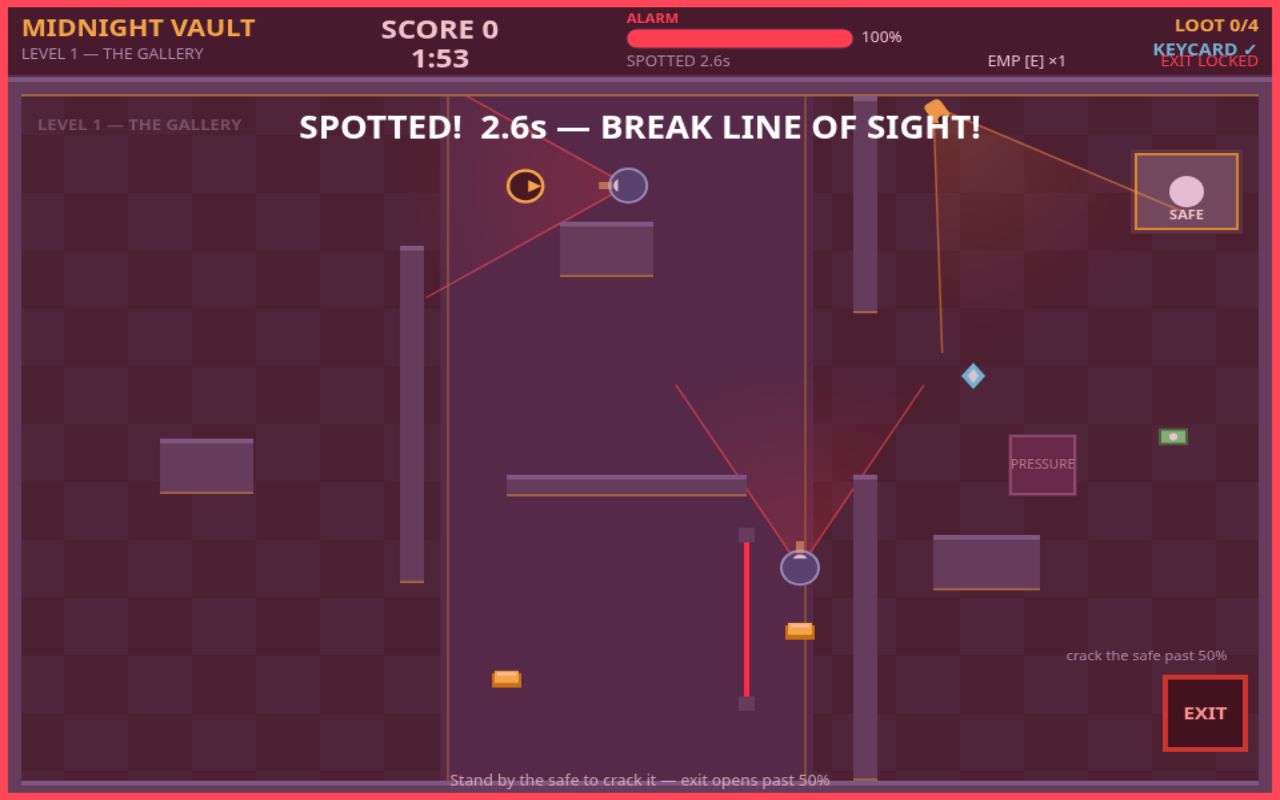 MIDNIGHT VAULT
LEVEL 1 — THE GALLERY
SCORE 0
1:53
ALARM
100%
SPOTTED 2.6s
EMP [E] ×1
LOOT 0/4
KEYCARD ✓
EXIT LOCKED
LEVEL 1 — THE GALLERY
SPOTTED! 2.6s — BREAK LINE OF SIGHT!
SAFE
PRESSURE
crack the safe past 50%
EXIT
Stand by the safe to crack it — exit opens past 50%